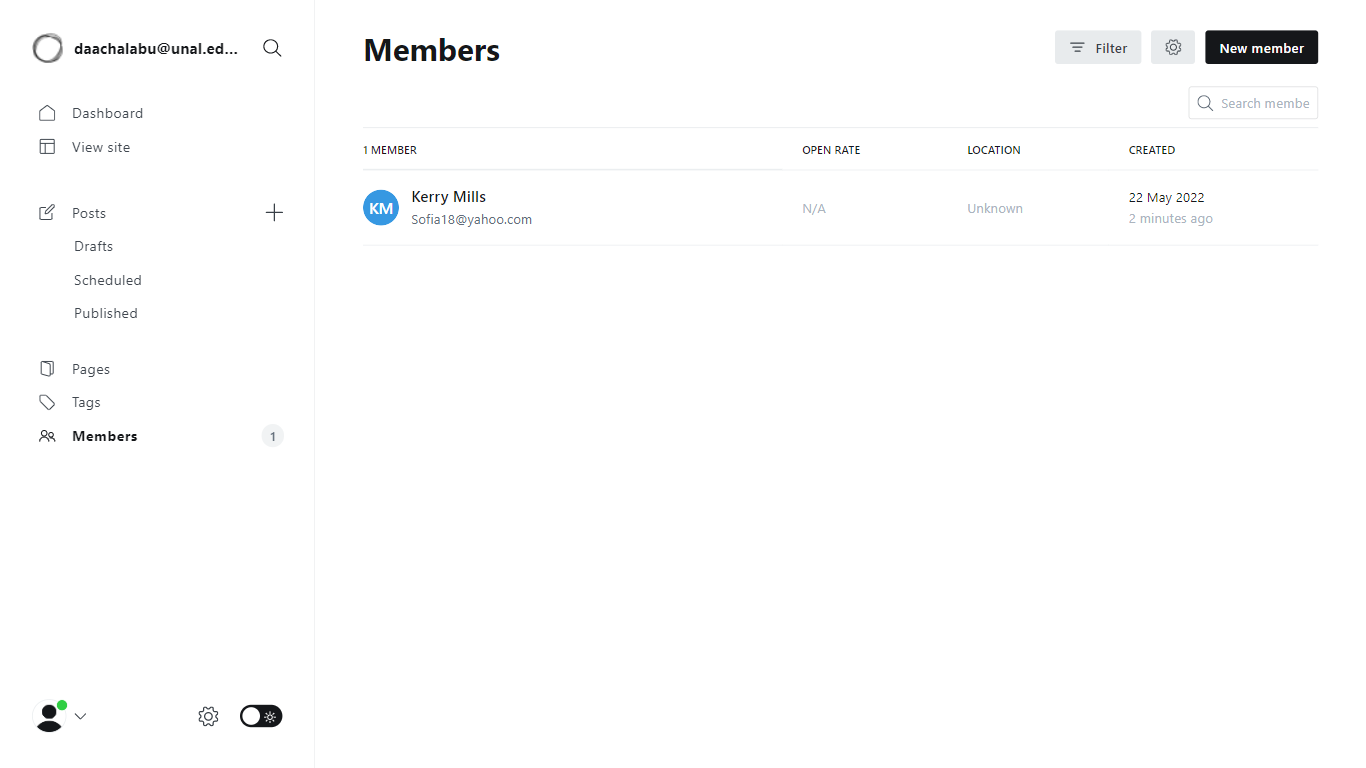 daachalabu@unal.ed...
Dashboard
View site
Posts
Drafts
Scheduled
Published
Pages
Tags
Members 1
Members
Filter
New member
Search membe
1 MEMBER OPEN RATE LOCATION CREATED
KM
Kerry Mills
Sofia18@yahoo.com
N/A
Unknown
22 May 2022
2 minutes ago